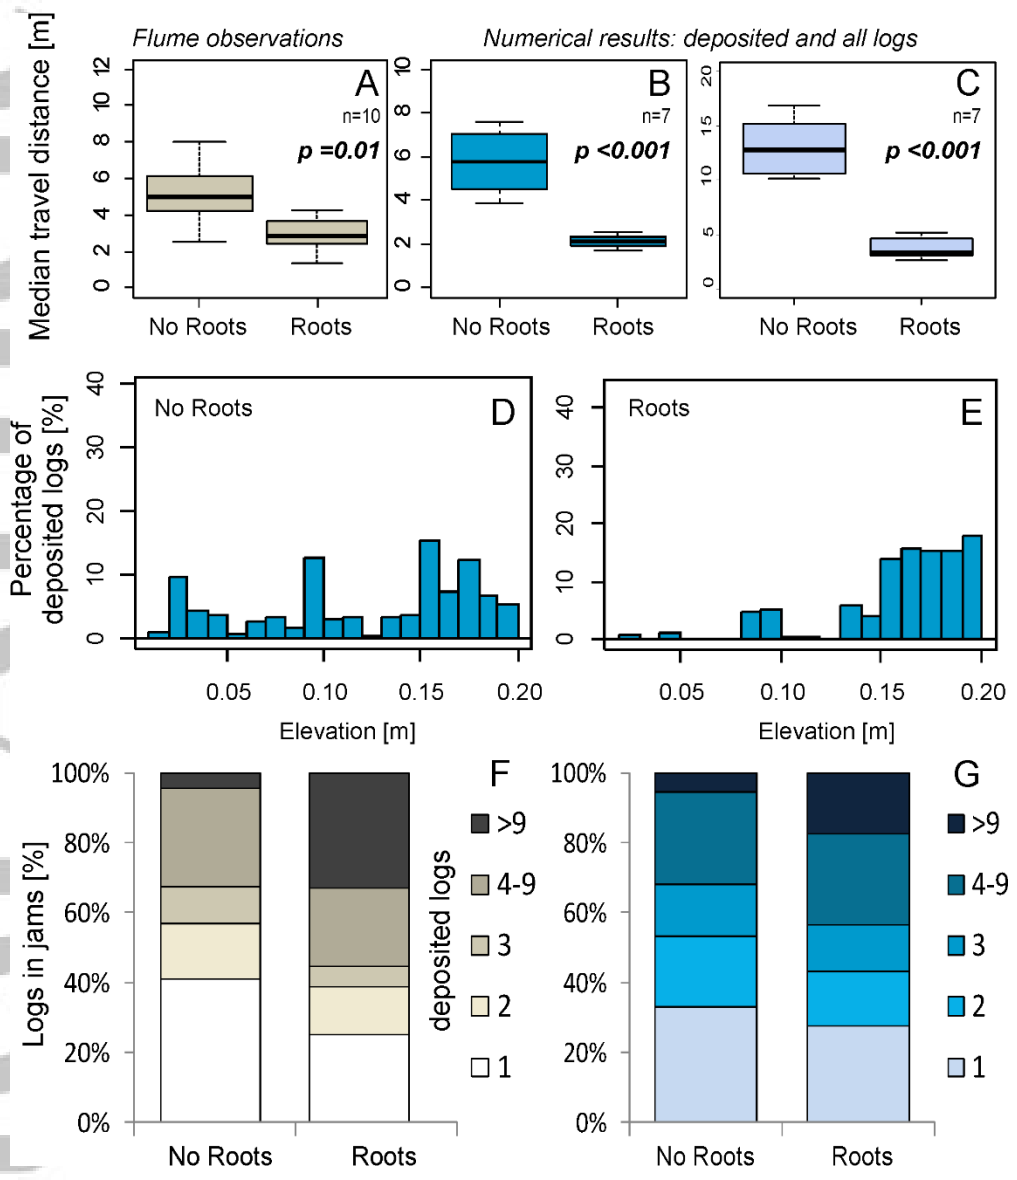 Flume observations
Numerical results: deposited and all logs
Median travel distance [m]
12
10
8
6
4
2
0
A
n=10
p =0.01
No Roots
Roots
10
8
6
4
2
0
B
n=7
p <0.001
No Roots
Roots
20
15
10
5
0
C
n=7
p <0.001
No Roots
Roots
Percentage of
deposited logs [%]
40
30
20
10
0
No Roots
D
0.05
0.10
0.15
0.20
Elevation [m]
40
30
20
10
0
Roots
E
0.05
0.10
0.15
0.20
Elevation [m]
Logs in jams [%]
100%
80%
60%
40%
20%
0%
F
>9
4-9
3
2
1
No Roots
Roots
deposited logs
100%
80%
60%
40%
20%
0%
G
>9
4-9
3
2
1
No Roots
Roots